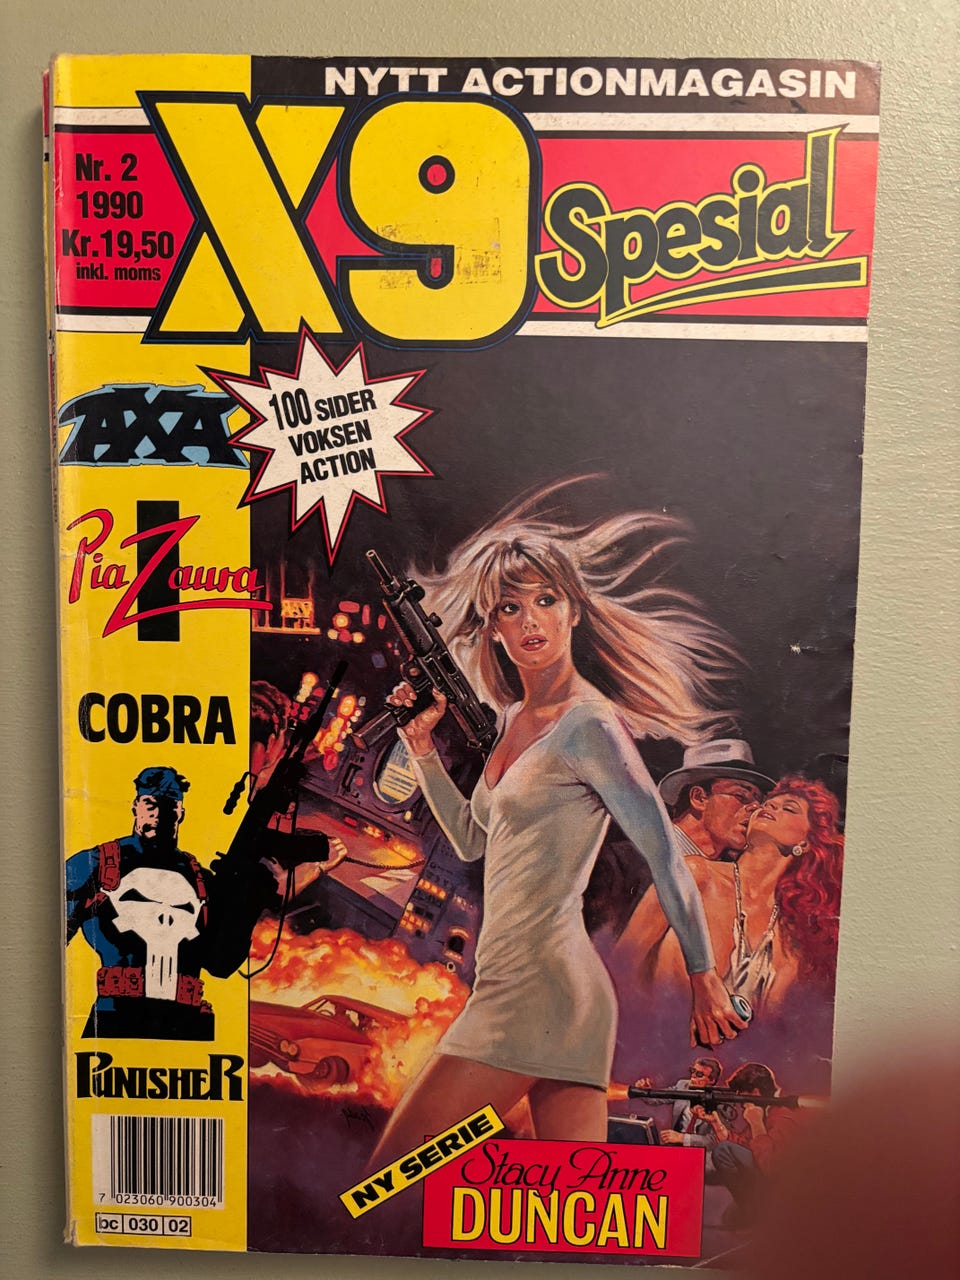 NYTT ACTIONMAGASIN
X9 Spesial
Nr. 2
1990
Kr. 19,50
inkl. moms
100 SIDER
VOKSEN
ACTION
AXA
Pia Zaura
COBRA
PUNISHER
NY SERIE
Stacy Anne
DUNCAN
7 023060 900304
bc 030 02